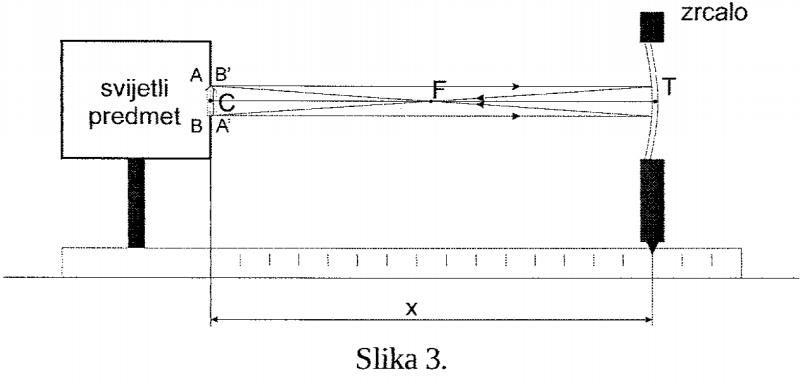 zrcalo
svijetli
predmet
A B'
C
B A'
F
T
x
Slika 3.